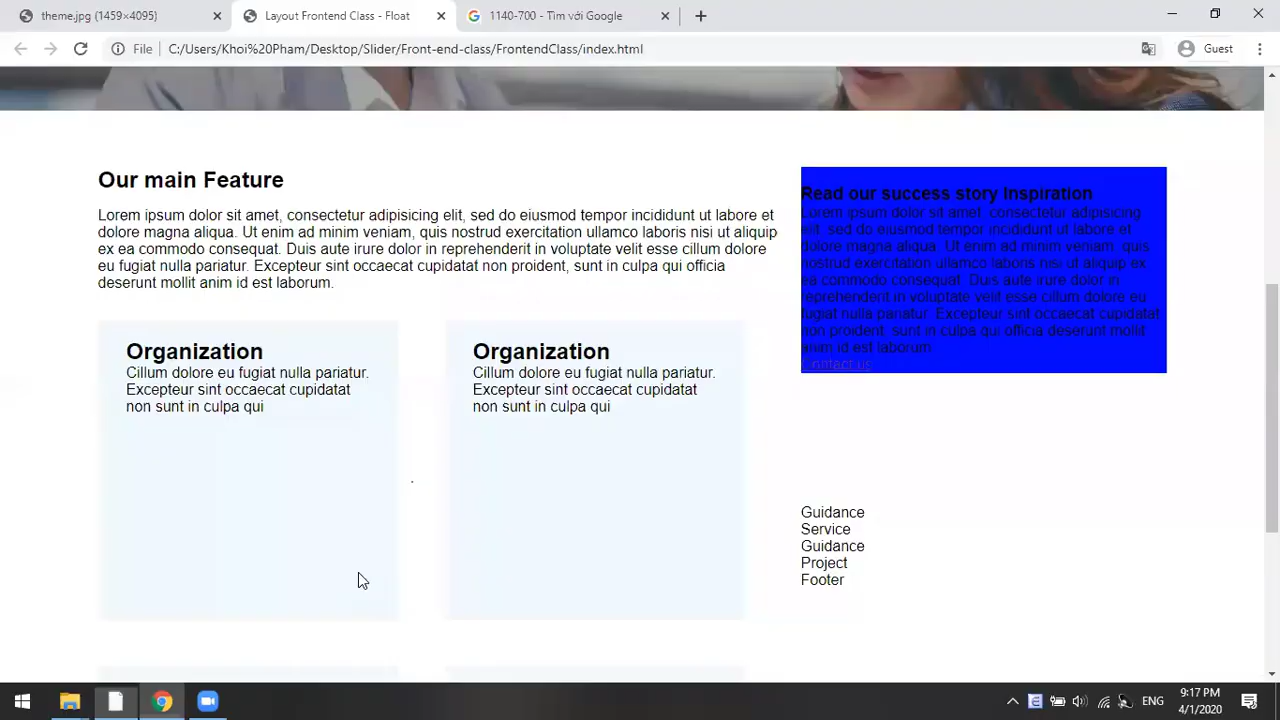 theme.jpg (1459×4095)
Layout Frontend Class - Float
1140-700 - Tìm với Google
File
C:/Users/Khoi%20Pham/Desktop/Slider/Front-end-class/FrontendClass/index.html
Guest
Our main Feature
Lorem ipsum dolor sit amet, consectetur adipisicing elit, sed do eiusmod tempor incididunt ut labore et
dolore magna aliqua. Ut enim ad minim veniam, quis nostrud exercitation ullamco laboris nisi ut aliquip
ex ea commodo consequat. Duis aute irure dolor in reprehenderit in voluptate velit esse cillum dolore
eu fugiat nulla pariatur. Excepteur sint occaecat cupidatat non proident, sunt in culpa qui officia
deserunt mollit anim id est laborum.
Organization
Cillum dolore eu fugiat nulla pariatur.
Excepteur sint occaecat cupidatat
non sunt in culpa qui
Organization
Cillum dolore eu fugiat nulla pariatur.
Excepteur sint occaecat cupidatat
non sunt in culpa qui
Read our success story Inspiration
Lorem ipsum dolor sit amet, consectetur adipisicing
elit, sed do eiusmod tempor incididunt ut labore et
dolore magna aliqua. Ut enim ad minim veniam, quis
nostrud exercitation ullamco laboris nisi ut aliquip ex
ea commodo consequat. Duis aute irure dolor in
reprehenderit in voluptate velit esse cillum dolore eu
fugiat nulla pariatur. Excepteur sint occaecat cupidatat
non proident, sunt in culpa qui officia deserunt mollit
anim id est laborum.
Contact us
Guidance
Service
Guidance
Project
Footer
ENG
9:17 PM
4/1/2020